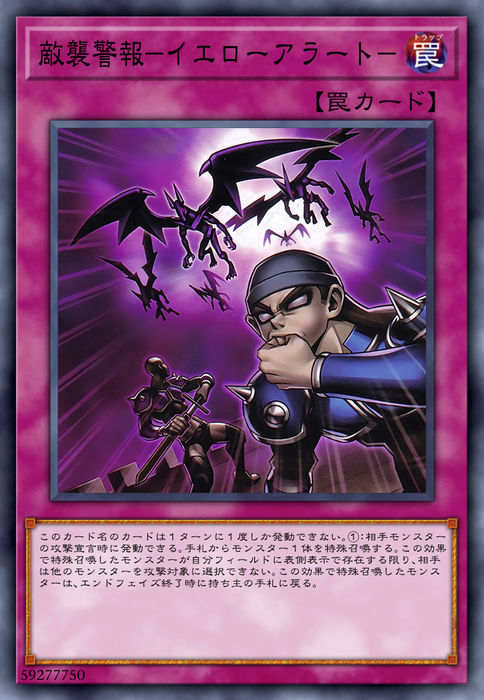 敵襲警報－イエローアラート－
トラップ
罠
【罠カード】
このカード名のカードは１ターンに１度しか発動できない。①：相手モンスター
の攻撃宣言時に発動できる。手札からモンスター１体を特殊召喚する。この効果
で特殊召喚したモンスターが自分フィールドに表側表示で存在する限り、相手
は他のモンスターを攻撃対象に選択できない。この効果で特殊召喚したモンス
ターは、エンドフェイズ終了時に持ち主の手札に戻る。
59277750